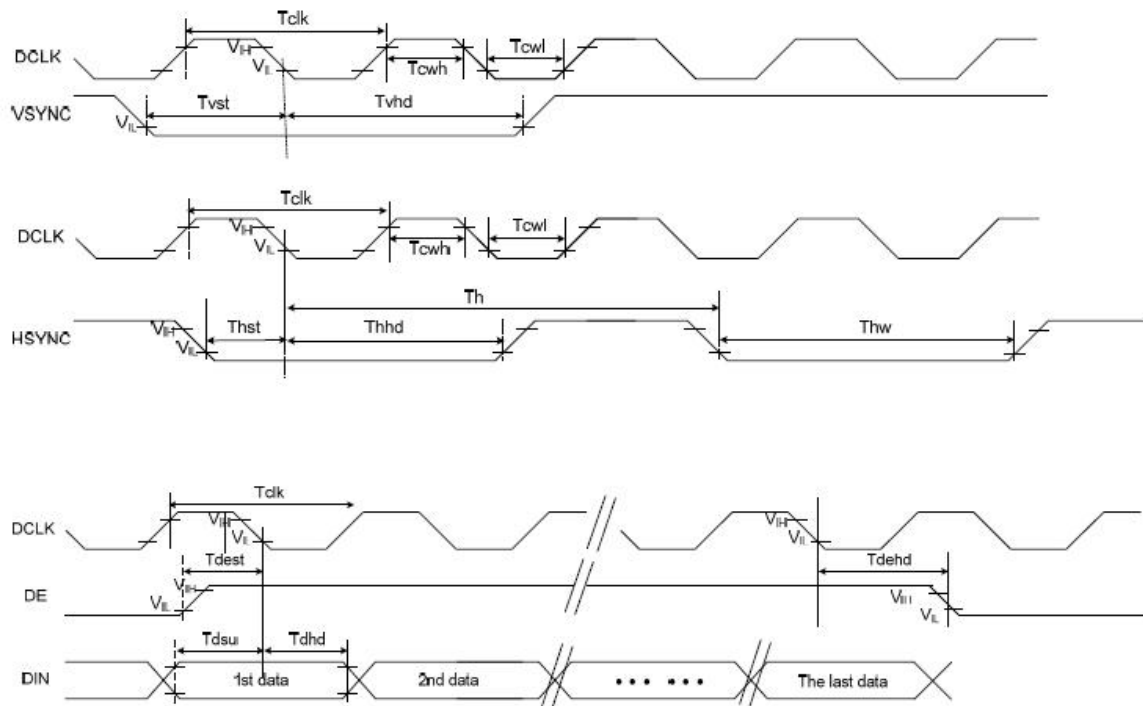 Tclk
DCLK VIH VIL Tcwh Tcwl
VSYNC VIL Tvst Tvhd
Tclk
DCLK VIH VIL Tcwh Tcwl
Th
HSYNC VIH VIL Thst Thhd Thw
Tclk
DCLK VIH VIL VIH VIL
Tdest Tdehd
DE VIH VIL VIH VIL
Tdsu Tdhd
DIN 1st data 2nd data • • • • • • The last data